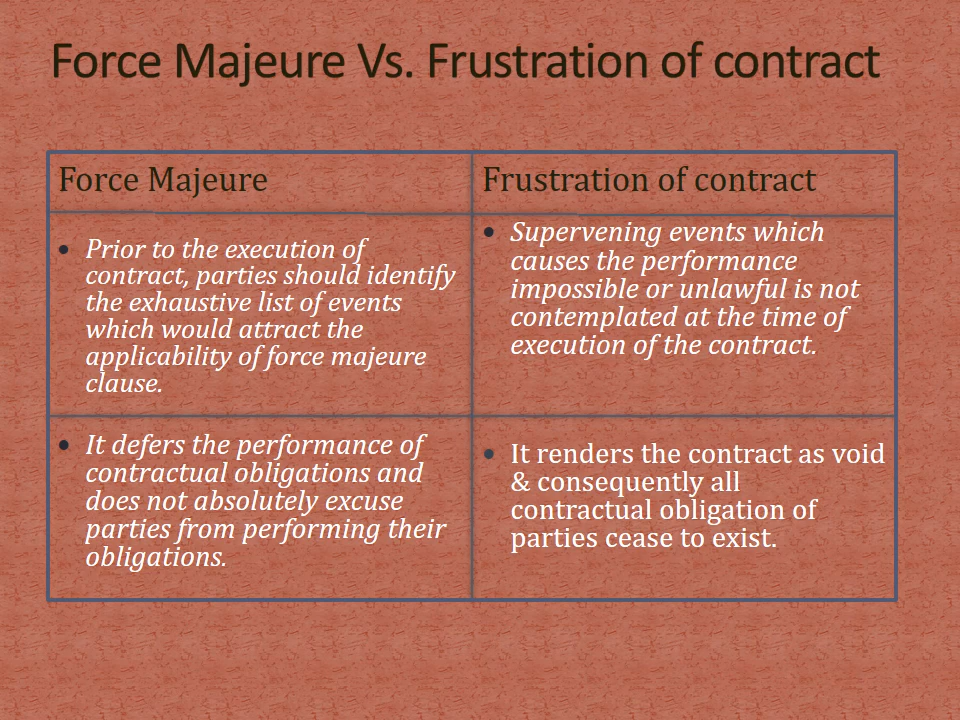 Force Majeure Vs. Frustration of contract
Force Majeure
Frustration of contract
• Prior to the execution of
contract, parties should identify
the exhaustive list of events
which would attract the
applicability of force majeure
clause.
• Supervening events which
causes the performance
impossible or unlawful is not
contemplated at the time of
execution of the contract.
• It defers the performance of
contractual obligations and
does not absolutely excuse
parties from performing their
obligations.
• It renders the contract as void
& consequently all
contractual obligation of
parties cease to exist.